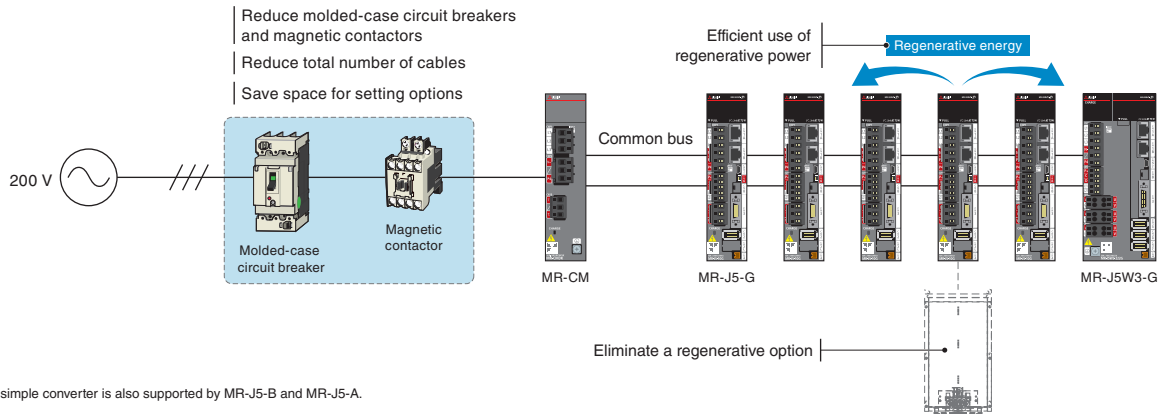 Reduce molded-case circuit breakers
and magnetic contactors
Reduce total number of cables
Save space for setting options
Efficient use of
regenerative power
Regenerative energy
Common bus
200 V
Molded-case
circuit breaker
Magnetic
contactor
MR-CM
MR-J5-G
MR-J5W3-G
Eliminate a regenerative option
simple converter is also supported by MR-J5-B and MR-J5-A.